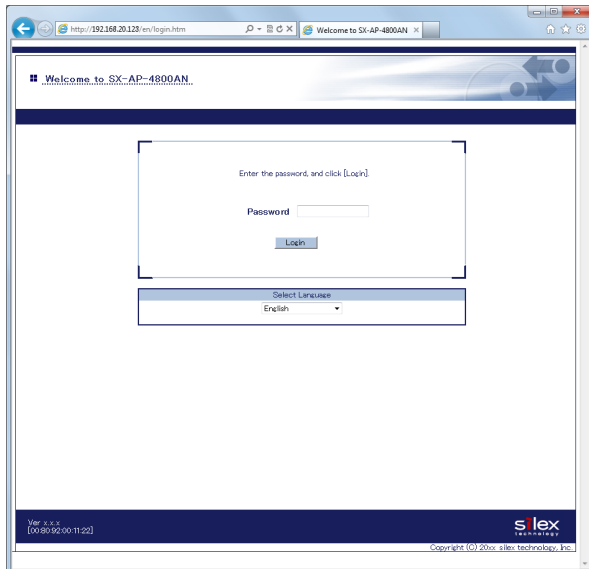 http://192.168.20.123/en/login.htm
Welcome to SX-AP-4800AN
Welcome to SX-AP-4800AN
Enter the password, and click [Login].
Password
Login
Select Language
English
Ver x.x.x
[00:80:92:00:11:22]
silex
technology
Copyright (C) 20xx silex technology, Inc.